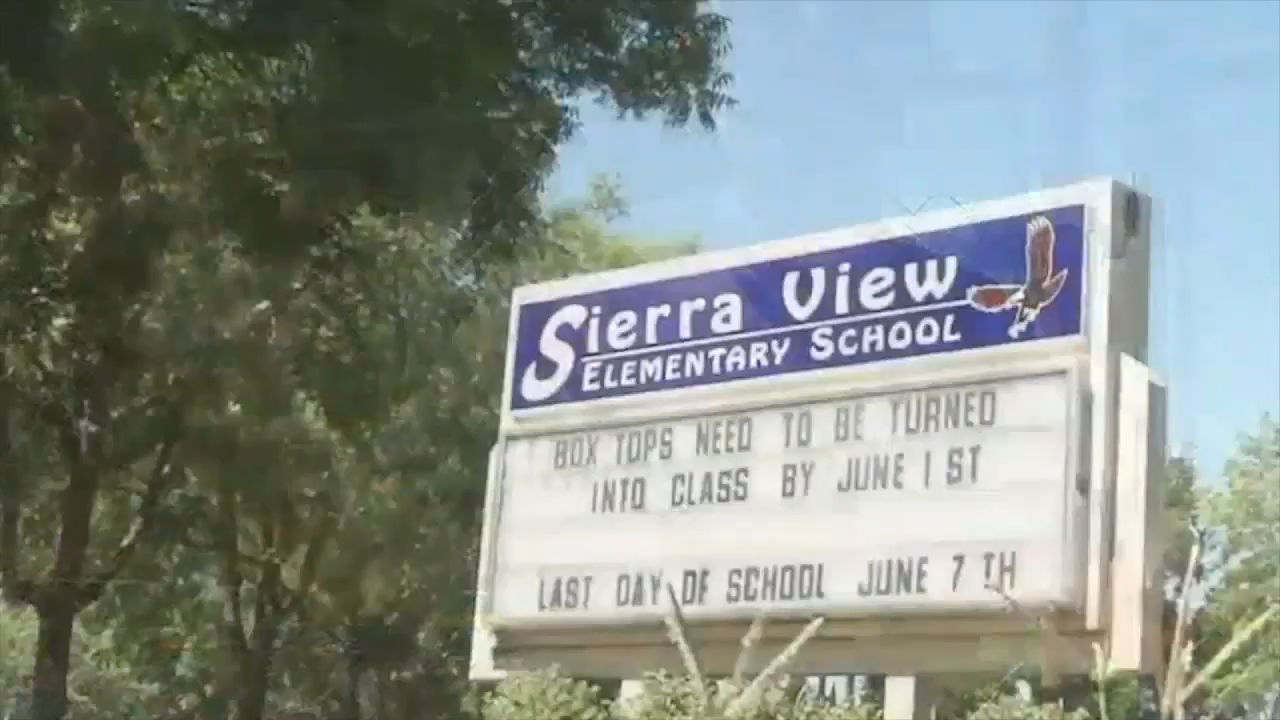 Sierra View
ELEMENTARY SCHOOL
BOX TOPS NEED TO BE TURNED
INTO CLASS BY JUNE 1 ST
LAST DAY OF SCHOOL JUNE 7 TH